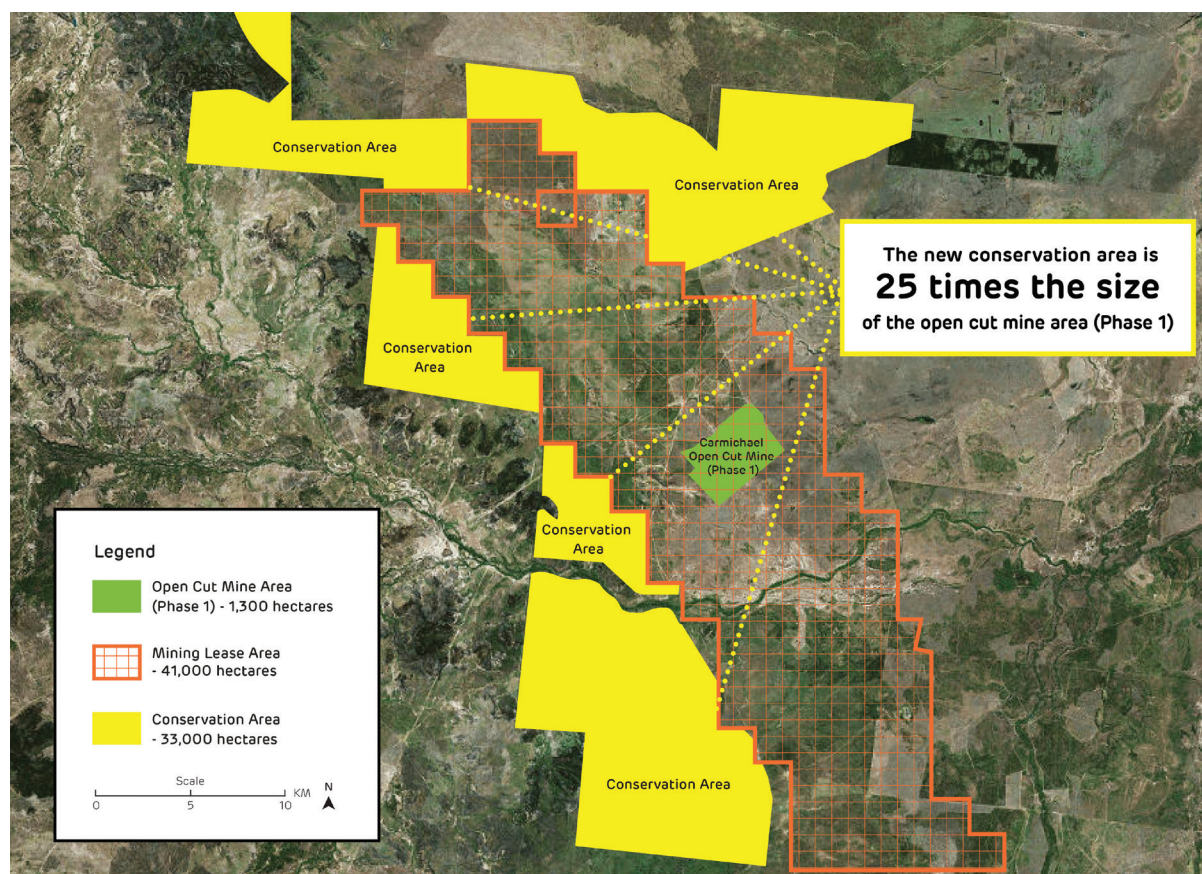 Conservation Area
Conservation Area
The new conservation area is
25 times the size
of the open cut mine area (Phase 1)
Conservation
Area
Carmichael
Open Cut Mine
(Phase 1)
Conservation
Area
Conservation Area
Legend
Open Cut Mine Area
(Phase 1) - 1,300 hectares
Mining Lease Area
- 41,000 hectares
Conservation Area
- 33,000 hectares
Scale
0 5 10 KM
N